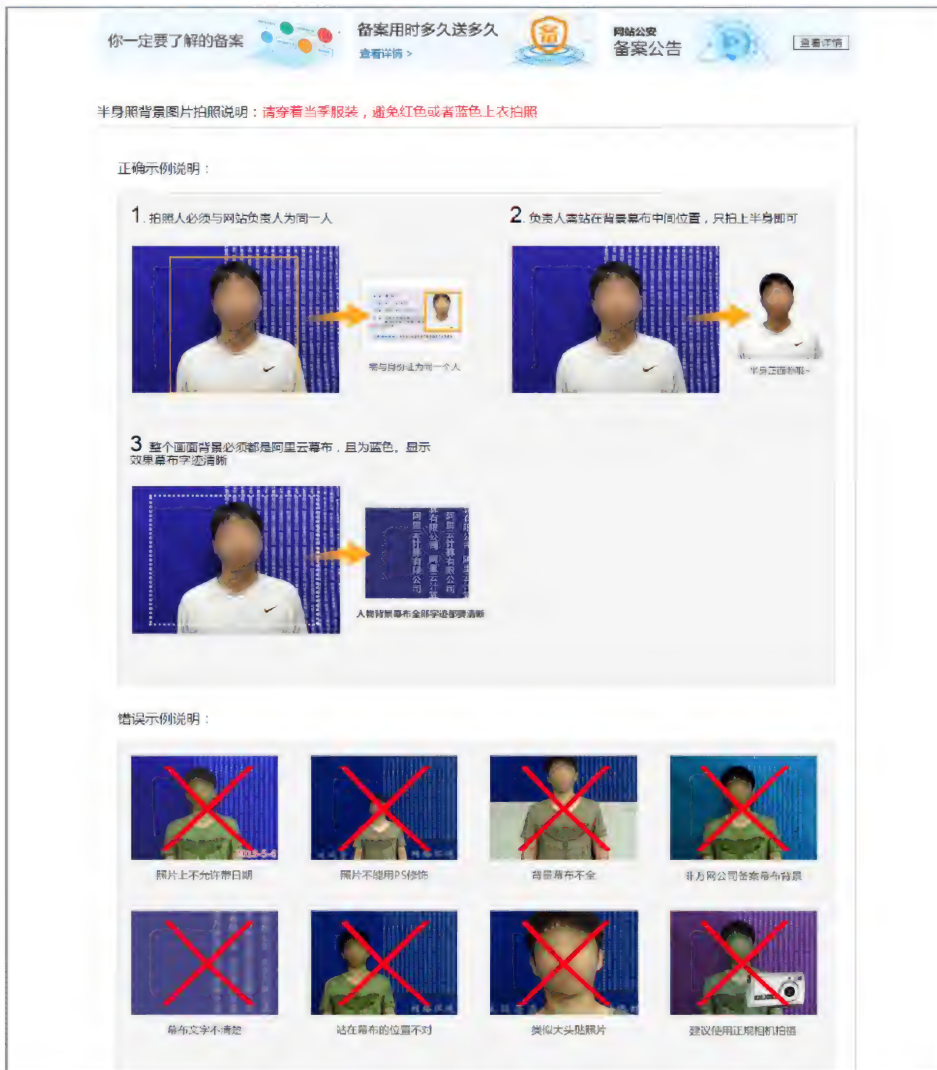 你一定要了解的备案
备案用时多久送多久
查看详情 >
备
网站公安
备案公告
查看详情
半身照背景图片拍照说明：请穿着当季服装，避免红色或者蓝色上衣拍照
正确示例说明：
1. 拍照人必须与网站负责人为同一人
需与身份证为同一个人
2. 负责人需站在背景幕布中间位置，只拍上半身即可
半身正面照哦~
3 整个画面背景必须都是阿里云幕布，且为蓝色。显示
效果幕布字迹清晰
人物背景幕布全部字迹都要清晰
错误示例说明：
照片上不允许带日期
照片不能用PS修饰
背景幕布不全
非万网公司备案幕布背景
幕布文字不清楚
站在幕布的位置不对
类似大头贴照片
建议使用正规相机拍摄